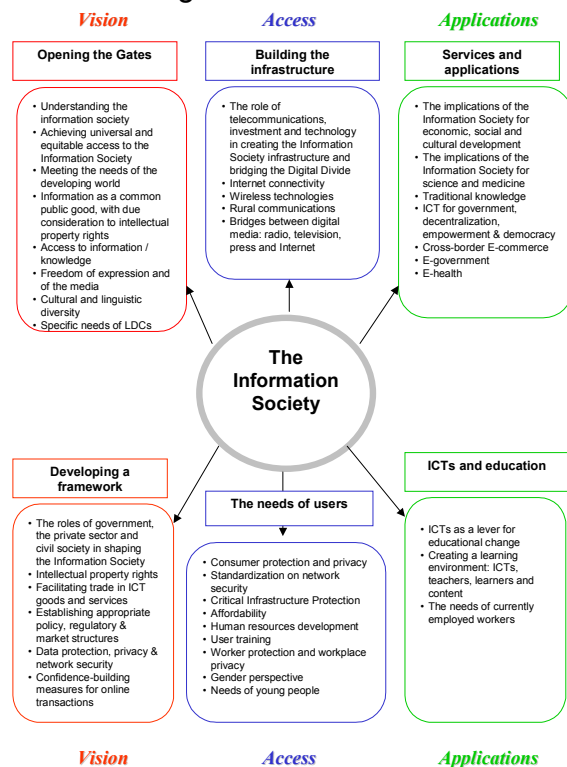 Vision
Access
Applications
Opening the Gates
Building the
infrastructure
Services and
applications
• Understanding the
information society
• Achieving universal and
equitable access to the
Information Society
• Meeting the needs of the
developing world
• Information as a common
public good, with due
consideration to intellectual
property rights
• Access to information /
knowledge
• Freedom of expression and
of the media
• Cultural and linguistic
diversity
• Specific needs of LDCs
• The role of
telecommunications,
investment and technology
in creating the Information
Society infrastructure and
bridging the Digital Divide
• Internet connectivity
• Wireless technologies
• Rural communications
• Bridges between digital
media: radio, television,
press and Internet
• The implications of the
Information Society for
economic, social and
cultural development
• The implications of the
Information Society for
science and medicine
• Traditional knowledge
• ICT for government,
decentralization,
empowerment & democracy
• Cross-border E-commerce
• E-government
• E-health
The
Information
Society
Developing a
framework
The needs of users
ICTs and education
• The roles of government,
the private sector and
civil society in shaping
the Information Society
• Intellectual property rights
• Facilitating trade in ICT
goods and services
• Establishing appropriate
policy, regulatory &
market structures
• Data protection, privacy &
network security
• Confidence-building
measures for online
transactions
• Consumer protection and privacy
• Standardization on network
security
• Critical Infrastructure Protection
• Affordability
• Human resources development
• User training
• Worker protection and workplace
privacy
• Gender perspective
• Needs of young people
• ICTs as a lever for
educational change
• Creating a learning
environment: ICTs,
teachers, learners and
content
• The needs of currently
employed workers
Vision
Access
Applications